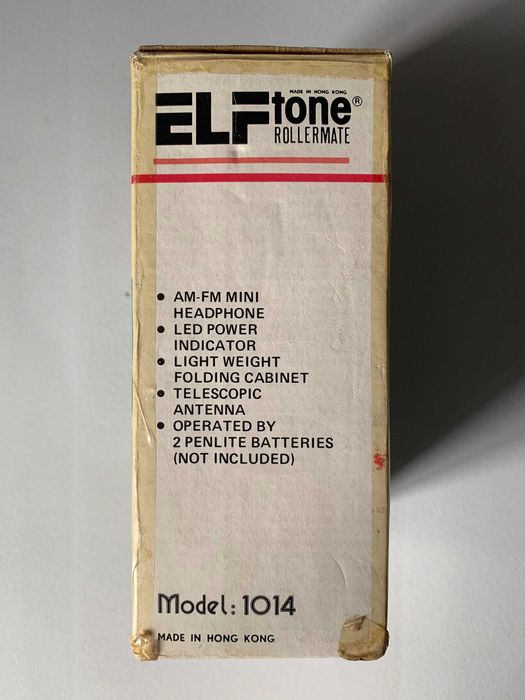 MADE IN HONG KONG
ELFtone®
ROLLERMATE
• AM-FM MINI
HEADPHONE
• LED POWER
INDICATOR
• LIGHT WEIGHT
FOLDING CABINET
• TELESCOPIC
ANTENNA
• OPERATED BY
2 PENLITE BATTERIES
(NOT INCLUDED)
Model: 1014
MADE IN HONG KONG